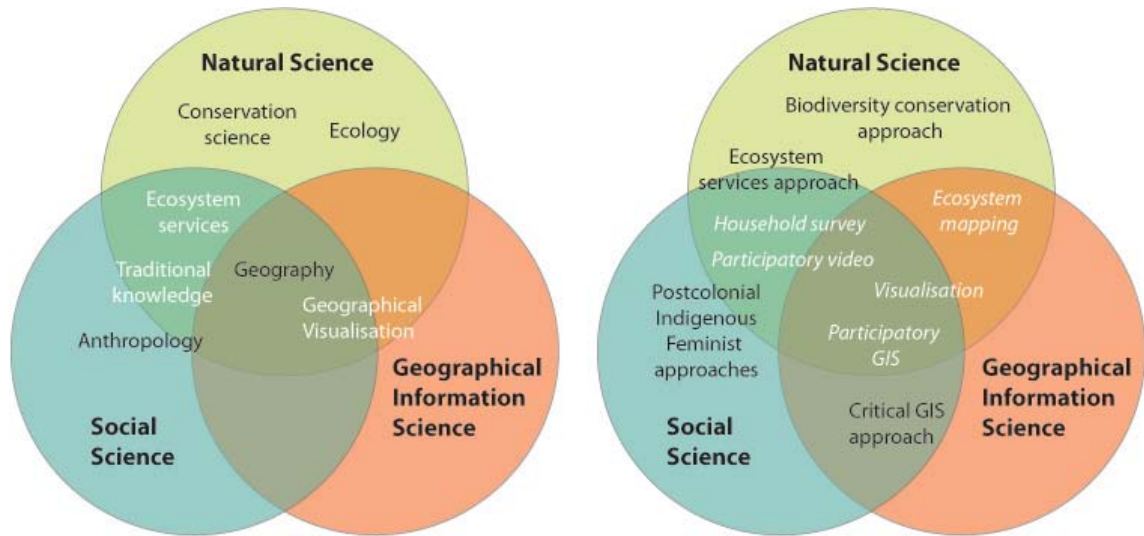 Natural Science
Conservation
science
Ecology
Ecosystem
services
Traditional
knowledge
Geography
Geographical
Visualisation
Anthropology
Geographical
Information
Science
Social
Science
Natural Science
Biodiversity conservation
approach
Ecosystem
services approach
Ecosystem
mapping
Household survey
Participatory video
Visualisation
Postcolonial
Indigenous
Feminist
approaches
Participatory
GIS
Geographical
Information
Science
Critical GIS
approach
Social
Science